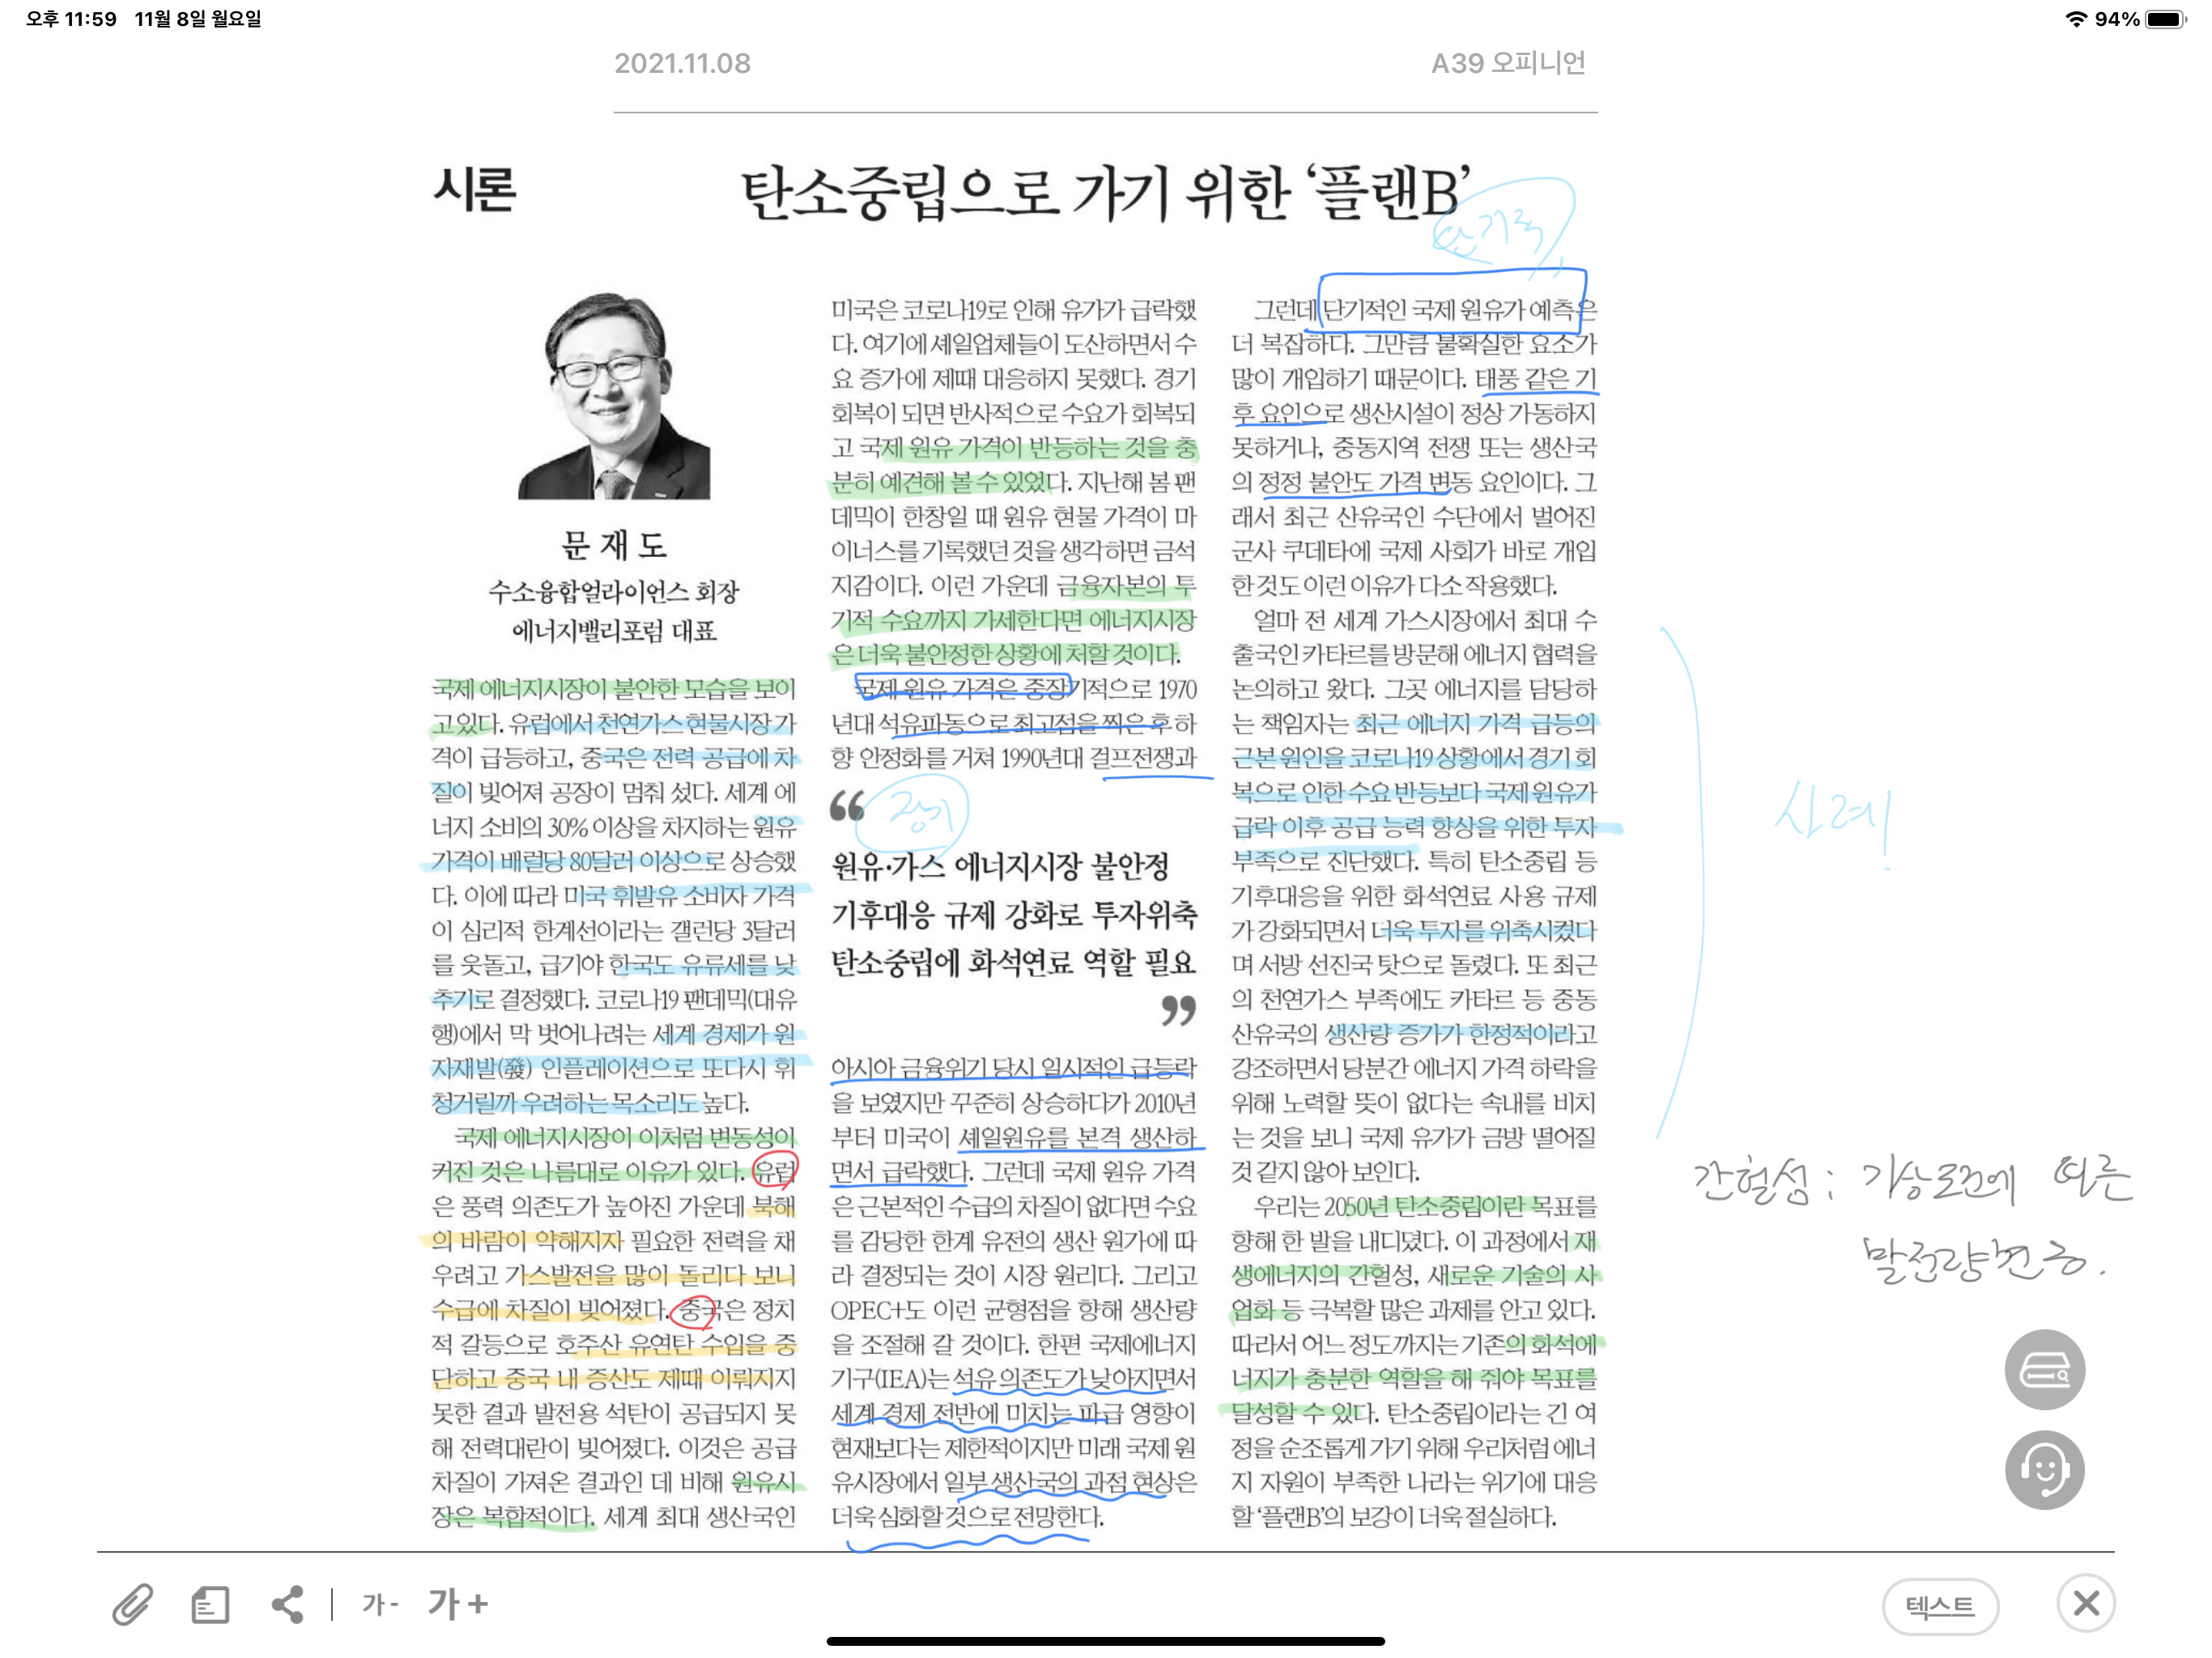 오후 11:59 11월 8일 월요일
94%
2021.11.08
A39 오피니언
시론
탄소중립으로 가기 위한 ‘플랜B’
문 재 도
수소융합얼라이언스 회장
에너지밸리포럼 대표
국제 에너지시장이 불안한 모습을 보이
고 있다. 유럽에서 천연가스 현물시장 가
격이 급등하고, 중국은 전력 공급에 차
질이 빚어져 공장이 멈춰 섰다. 세계 에
너지 소비의 30% 이상을 차지하는 원유
가격이 배럴당 80달러 이상으로 상승했
다. 이에 따라 미국 휘발유 소비자 가격
이 심리적 한계선이라는 갤런당 3달러
를 웃돌고, 급기야 한국도 유류세를 낮
추기로 결정했다. 코로나19 팬데믹(대유
행)에서 막 벗어나려는 세계 경제가 원
자재발(發) 인플레이션으로 또다시 휘
청거릴까 우려하는 목소리도 높다.
국제 에너지시장이 이처럼 변동성이
커진 것은 나름대로 이유가 있다. 유럽
은 풍력 의존도가 높아진 가운데 북해
의 바람이 약해지자 필요한 전력을 채
우려고 가스발전을 많이 돌리다 보니
수급에 차질이 빚어졌다. 중국은 정치
적 갈등으로 호주산 유연탄 수입을 중
단하고 중국 내 증산도 제때 이뤄지지
못한 결과 발전용 석탄이 공급되지 못
해 전력대란이 빚어졌다. 이것은 공급
차질이 가져온 결과인 데 비해 원유시
장은 복합적이다. 세계 최대 생산국인
미국은 코로나19로 인해 유가가 급락했
다. 여기에 셰일업체들이 도산하면서 수
요 증가에 제때 대응하지 못했다. 경기
회복이 되면 반사적으로 수요가 회복되
고 국제 원유 가격이 반등하는 것을 충
분히 예견해 볼 수 있었다. 지난해 봄 팬
데믹이 한창일 때 원유 현물 가격이 마
이너스를 기록했던 것을 생각하면 금석
지감이다. 이런 가운데 금융자본의 투
기적 수요까지 가세한다면 에너지시장
은 더욱 불안정한 상황에 처할 것이다.
국제 원유 가격은 중장기적으로 1970
년대 석유파동으로 최고점을 찍은 후 하
향 안정화를 거쳐 1990년대 걸프전쟁과
“
장기
원유·가스 에너지시장 불안정
기후대응 규제 강화로 투자위축
탄소중립에 화석연료 역할 필요
”
아시아 금융위기 당시 일시적인 급등락
을 보였지만 꾸준히 상승하다가 2010년
부터 미국이 셰일원유를 본격 생산하
면서 급락했다. 그런데 국제 원유 가격
은 근본적인 수급의 차질이 없다면 수요
를 감당한 한계 유전의 생산 원가에 따
라 결정되는 것이 시장 원리다. 그리고
OPEC+도 이런 균형점을 향해 생산량
을 조절해 갈 것이다. 한편 국제에너지
기구(IEA)는 석유 의존도가 낮아지면서
세계 경제 전반에 미치는 파급 영향이
현재보다는 제한적이지만 미래 국제 원
유시장에서 일부 생산국의 과점 현상은
더욱 심화할 것으로 전망한다.
그런데 단기적인 국제 원유가 예측은
더 복잡하다. 그만큼 불확실한 요소가
많이 개입하기 때문이다. 태풍 같은 기
후 요인으로 생산시설이 정상 가동하지
못하거나, 중동지역 전쟁 또는 생산국
의 정정 불안도 가격 변동 요인이다. 그
래서 최근 산유국인 수단에서 벌어진
군사 쿠데타에 국제 사회가 바로 개입
한 것도 이런 이유가 다소 작용했다.
얼마 전 세계 가스시장에서 최대 수
출국인 카타르를 방문해 에너지 협력을
논의하고 왔다. 그곳 에너지를 담당하
는 책임자는 최근 에너지 가격 급등의
근본 원인을 코로나19 상황에서 경기 회
복으로 인한 수요 반등보다 국제 원유가
급락 이후 공급 능력 향상을 위한 투자
부족으로 진단했다. 특히 탄소중립 등
기후대응을 위한 화석연료 사용 규제
가 강화되면서 더욱 투자를 위축시켰다
며 서방 선진국 탓으로 돌렸다. 또 최근
의 천연가스 부족에도 카타르 등 중동
산유국의 생산량 증가가 한정적이라고
강조하면서 당분간 에너지 가격 하락을
위해 노력할 뜻이 없다는 속내를 비치
는 것을 보니 국제 유가가 금방 떨어질
것 같지 않아 보인다.
우리는 2050년 탄소중립이란 목표를
향해 한 발을 내디뎠다. 이 과정에서 재
생에너지의 간헐성, 새로운 기술의 사
업화 등 극복할 많은 과제를 안고 있다.
따라서 어느 정도까지는 기존의 화석에
너지가 충분한 역할을 해 줘야 목표를
달성할 수 있다. 탄소중립이라는 긴 여
정을 순조롭게 가기 위해 우리처럼 에너
지 자원이 부족한 나라는 위기에 대응
할 ‘플랜B’의 보강이 더욱 절실하다.
사례!
간헐성 : 기상조건에 따른
발전량 변동.
가- 가+
텍스트